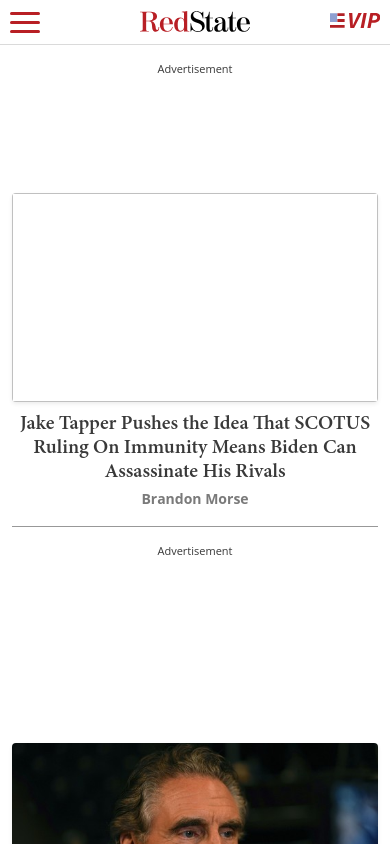 RedState
VIP
Advertisement
Jake Tapper Pushes the Idea That SCOTUS
Ruling On Immunity Means Biden Can
Assassinate His Rivals
Brandon Morse
Advertisement